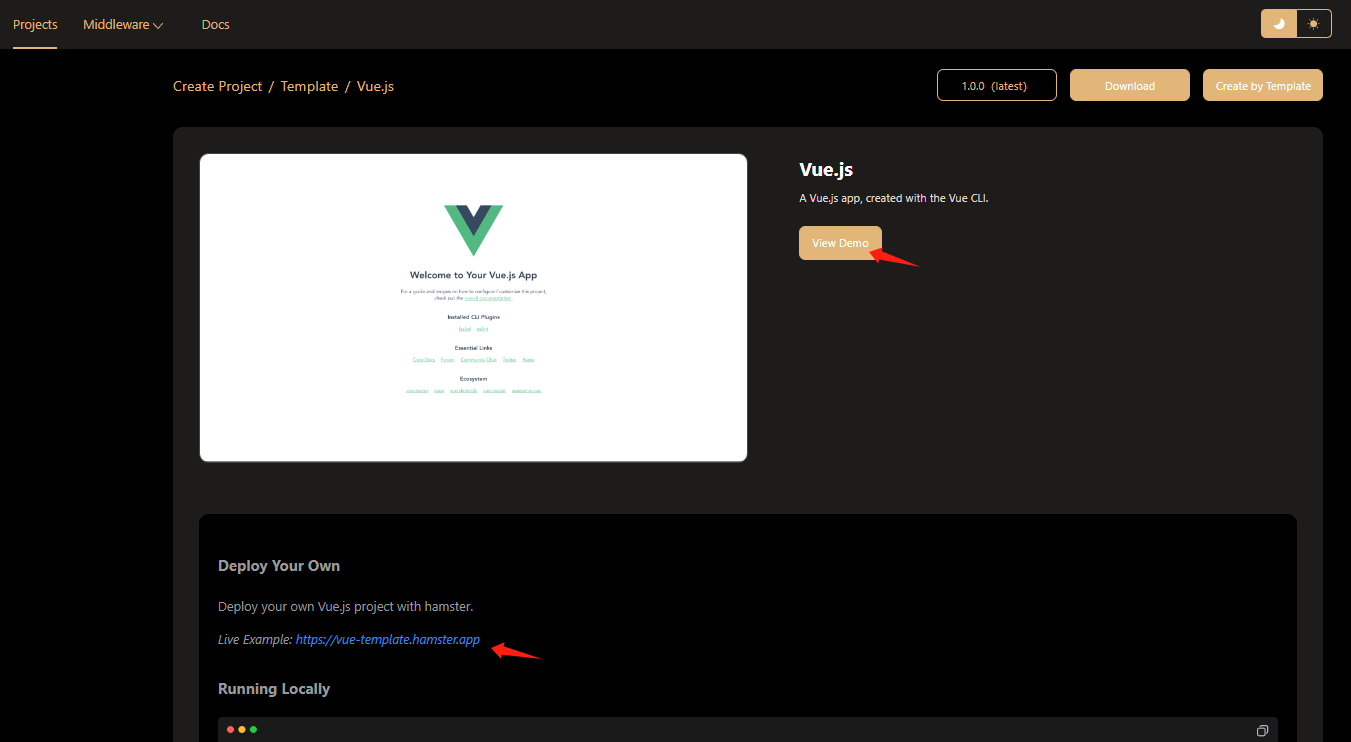 Projects Middleware Docs
Create Project / Template / Vue.js
1.0.0 (latest)
Download
Create by Template
Welcome to Your Vue.js App
For a guide and recipes on how to configure / customize this project,
check out the vue-cli documentation.
Installed CLI Plugins
babel eslint
Essential Links
Core Docs Forum Community Chat Twitter News
Ecosystem
vue-router vuex vue-devtools vue-loader awesome-vue
Vue.js
A Vue.js app, created with the Vue CLI.
View Demo
Deploy Your Own
Deploy your own Vue.js project with hamster.
Live Example: https://vue-template.hamster.app
Running Locally